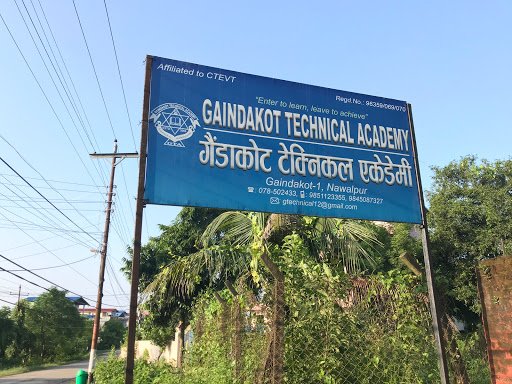 Affiliated to CTEVT
Regd.No.: 98359/069/070
"Enter to learn, leave to achieve"
GAINDAKOT TECHNICAL ACADEMY
गैंडाकोट टेक्निकल एकेडेमी
Gaindakot-1, Nawalpur
078-502433, 9851123355, 9845087327
gtechnical12@gmail.com